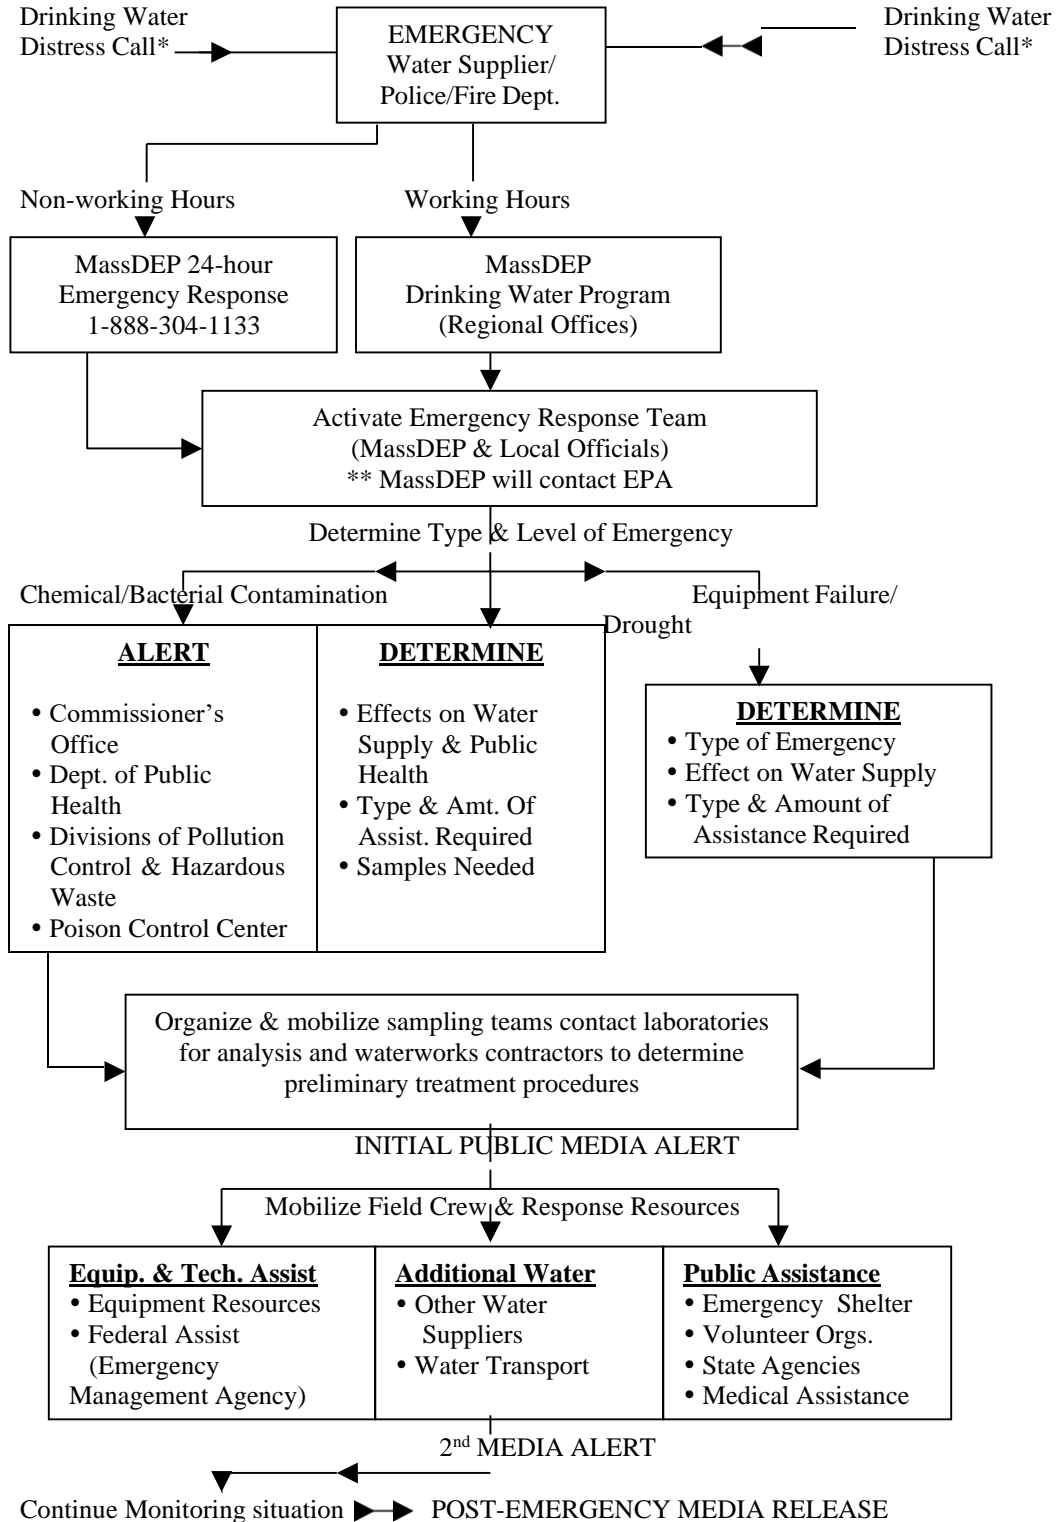 Drinking Water
Distress Call*
EMERGENCY
Water Supplier/
Police/Fire Dept.
Drinking Water
Distress Call*
Non-working Hours
Working Hours
MassDEP 24-hour
Emergency Response
1-888-304-1133
MassDEP
Drinking Water Program
(Regional Offices)
Activate Emergency Response Team
(MassDEP & Local Officials)
** MassDEP will contact EPA
Determine Type & Level of Emergency
Chemical/Bacterial Contamination
Equipment Failure/
Drought
ALERT
• Commissioner's
Office
• Dept. of Public
Health
• Divisions of Pollution
Control & Hazardous
Waste
• Poison Control Center
DETERMINE
• Effects on Water
Supply & Public
Health
• Type & Amt. Of
Assist. Required
• Samples Needed
DETERMINE
• Type of Emergency
• Effect on Water Supply
• Type & Amount of
Assistance Required
Organize & mobilize sampling teams contact laboratories
for analysis and waterworks contractors to determine
preliminary treatment procedures
INITIAL PUBLIC MEDIA ALERT
Mobilize Field Crew & Response Resources
Equip. & Tech. Assist
• Equipment Resources
• Federal Assist
(Emergency
Management Agency)
Additional Water
• Other Water
Suppliers
• Water Transport
Public Assistance
• Emergency Shelter
• Volunteer Orgs.
• State Agencies
• Medical Assistance
2nd MEDIA ALERT
Continue Monitoring situation
POST-EMERGENCY MEDIA RELEASE